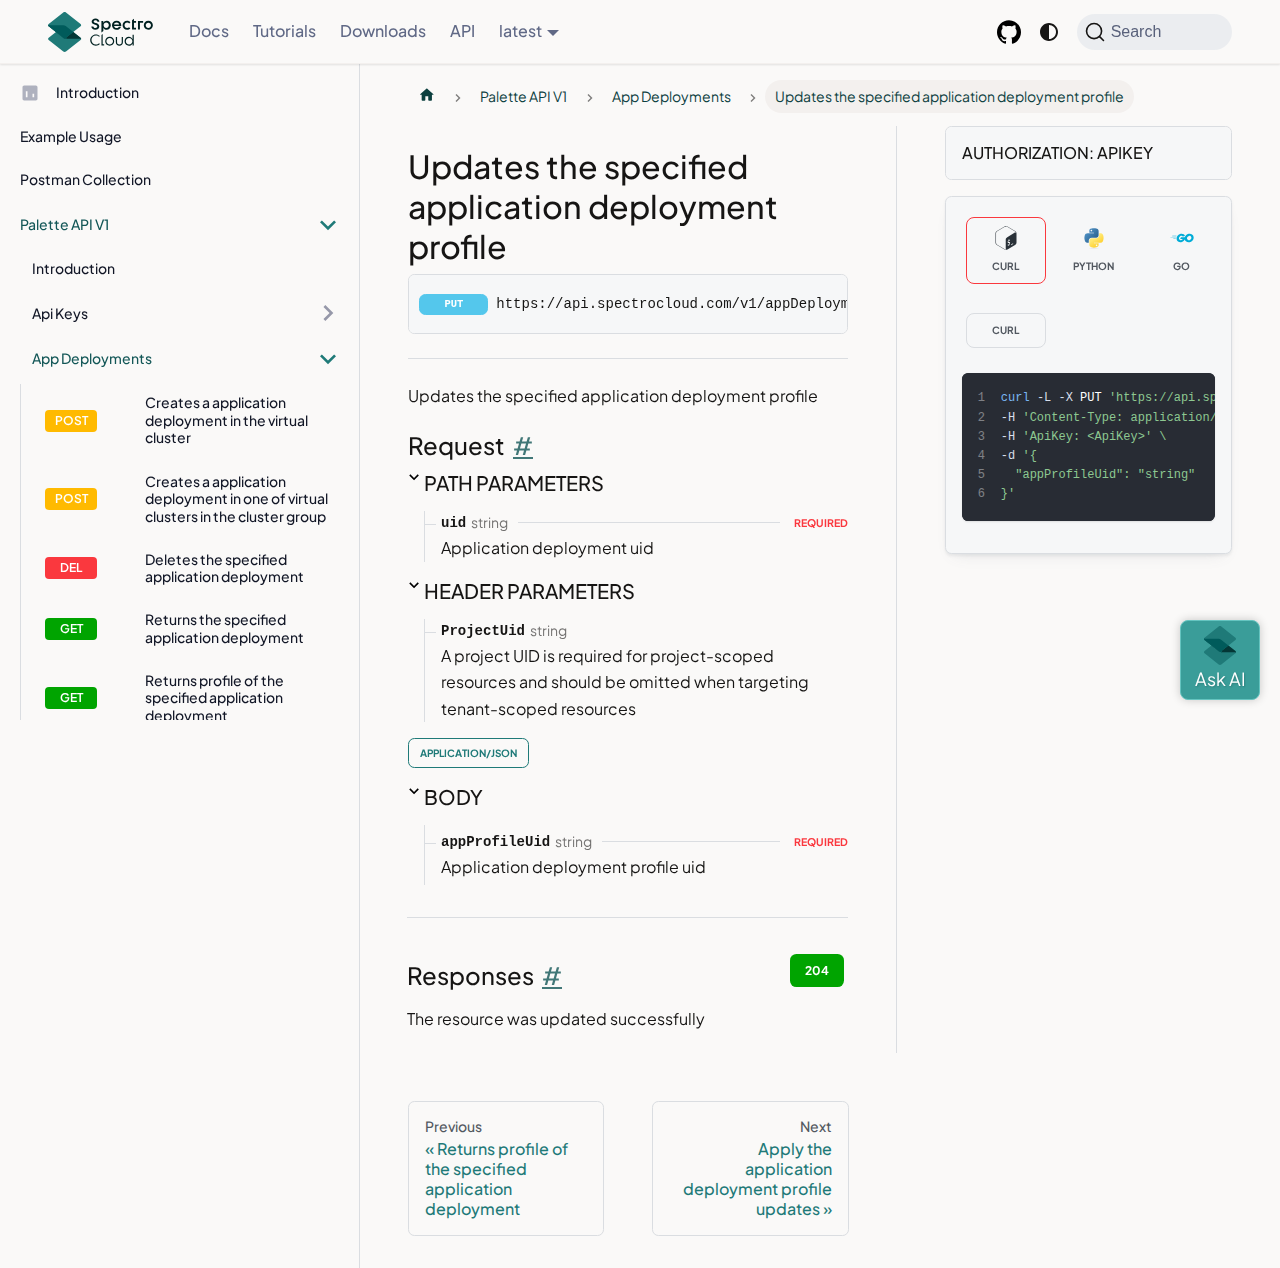 Spectro Cloud
Docs
Tutorials
Downloads
API
latest
Search
Introduction
Example Usage
Postman Collection
Palette API V1
Introduction
Api Keys
App Deployments
POST
Creates a application
deployment in the virtual
cluster
POST
Creates a application
deployment in one of virtual
clusters in the cluster group
DEL
Deletes the specified
application deployment
GET
Returns the specified
application deployment
GET
Returns profile of the
specified application
deployment
Palette API V1
App Deployments
Updates the specified application deployment profile
Updates the specified
application deployment
profile
PUT https://api.spectrocloud.com/v1/appDeploym
Updates the specified application deployment profile
Request #
PATH PARAMETERS
uid string REQUIRED
Application deployment uid
HEADER PARAMETERS
ProjectUid string
A project UID is required for project-scoped
resources and should be omitted when targeting
tenant-scoped resources
APPLICATION/JSON
BODY
appProfileUid string REQUIRED
Application deployment profile uid
Responses #
204
The resource was updated successfully
Previous
« Returns profile of
the specified
application
deployment
Next
Apply the
application
deployment profile
updates »
AUTHORIZATION: APIKEY
CURL
PYTHON
GO
GO
CURL
1 curl -L -X PUT 'https://api.sp
2 -H 'Content-Type: application/
3 -H 'ApiKey: <ApiKey>' \
4 -d '{
5 "appProfileUid": "string"
6 }'
Ask AI